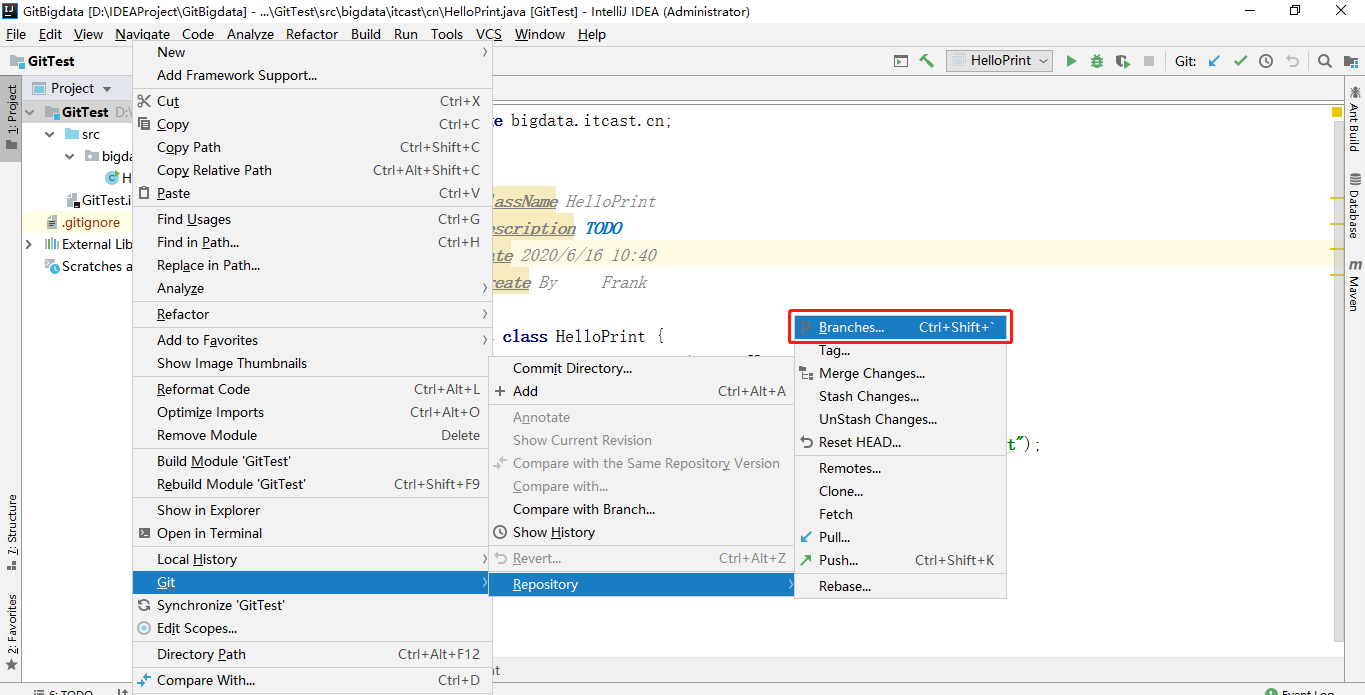 GitBigdata [D:\IDEAProject\GitBigdata] - ...\GitTest\src\bigdata\itcast\cn\HelloPrint.java [GitTest] - IntelliJ IDEA (Administrator)
File Edit View Navigate Code Analyze Refactor Build Run Tools VCS Window Help
GitTest
HelloPrint
Git:
1: Project
7: Structure
2: Favorites
Project
GitTest D:\
src
bigda
H
GitTest.i
.gitignore
External Lib
Scratches a
New
Add Framework Support...
Cut Ctrl+X
Copy Ctrl+C
Copy Path Ctrl+Shift+C
Copy Relative Path Ctrl+Alt+Shift+C
Paste Ctrl+V
Find Usages Ctrl+G
Find in Path... Ctrl+H
Replace in Path...
Analyze
Refactor
Add to Favorites
Show Image Thumbnails
Reformat Code Ctrl+Alt+L
Optimize Imports Ctrl+Alt+O
Remove Module Delete
Build Module 'GitTest'
Rebuild Module 'GitTest' Ctrl+Shift+F9
Show in Explorer
Open in Terminal
Local History
Git
Synchronize 'GitTest'
Edit Scopes...
Directory Path Ctrl+Alt+F12
Compare With... Ctrl+D
e bigdata.itcast.cn;
assName HelloPrint
scription TODO
te 2020/6/16 10:40
eate By Frank
class HelloPrint {
t");
Commit Directory...
Add Ctrl+Alt+A
Annotate
Show Current Revision
Compare with the Same Repository Version
Compare with...
Compare with Branch...
Show History
Revert... Ctrl+Alt+Z
Repository
Branches... Ctrl+Shift+`
Tag...
Merge Changes...
Stash Changes...
UnStash Changes...
Reset HEAD...
Remotes...
Clone...
Fetch
Pull...
Push... Ctrl+Shift+K
Rebase...
Ant Build
Database
m Maven
nt
6: TODO
Event Log